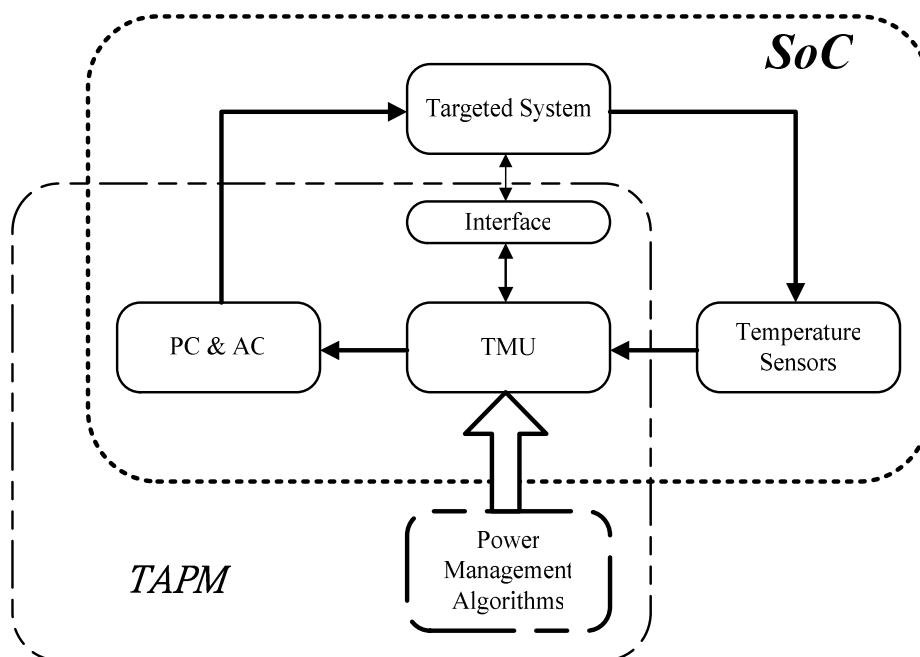 SoC
Targeted System
Interface
PC & AC
TMU
Temperature
Sensors
Power
Management
Algorithms
TAPM